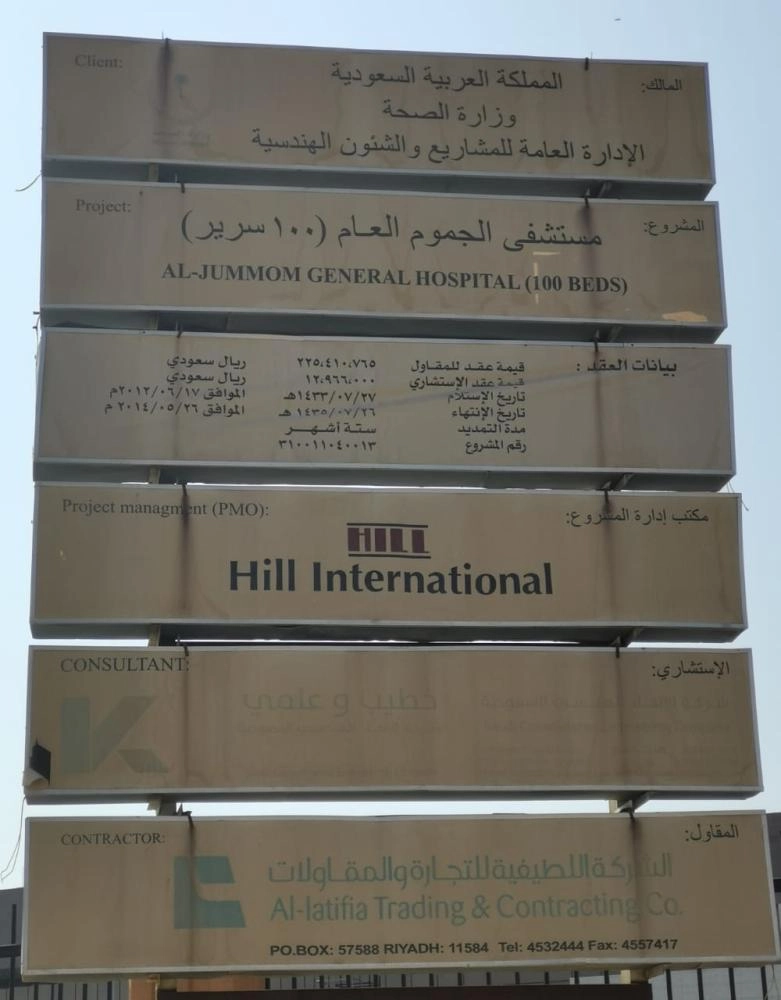 Client:
المالك:
المملكة العربية السعودية
وزارة الصحة
الإدارة العامة للمشاريع والشئون الهندسية
Project:
المشروع:
مستشفى الجموم العام (١٠٠ سرير)
AL-JUMMOM GENERAL HOSPITAL (100 BEDS)
بيانات العقد :
قيمة عقد للمقاول ٢٢٥،٤١٠،٧٦٥ ريال سعودي
قيمة عقد الإستشاري ١٢،٩٦٦،٠٠٠ ريال سعودي
تاريخ الإستلام ١٤٣٣/٠٧/٢٧هـ الموافق ٢٠١٢/٠٦/١٧م
تاريخ الإنتهاء ١٤٣٥/٠٧/٢٦ هـ الموافق ٢٠١٤/٠٥/٢٦ م
مدة التمديد ستة أشهر
رقم المشروع ٣١٠٠١١٠٤٠٠١٣
Project managment (PMO):
مكتب إدارة المشروع:
HILL
Hill International
CONSULTANT:
الإستشاري:
خطيب و علمي
CONTRACTOR:
المقاول:
الشركة اللطيفية للتجارة والمقاولات
Al-latifia Trading & Contracting Co.
PO.BOX: 57588 RIYADH: 11584 Tel: 4532444 Fax: 4557417